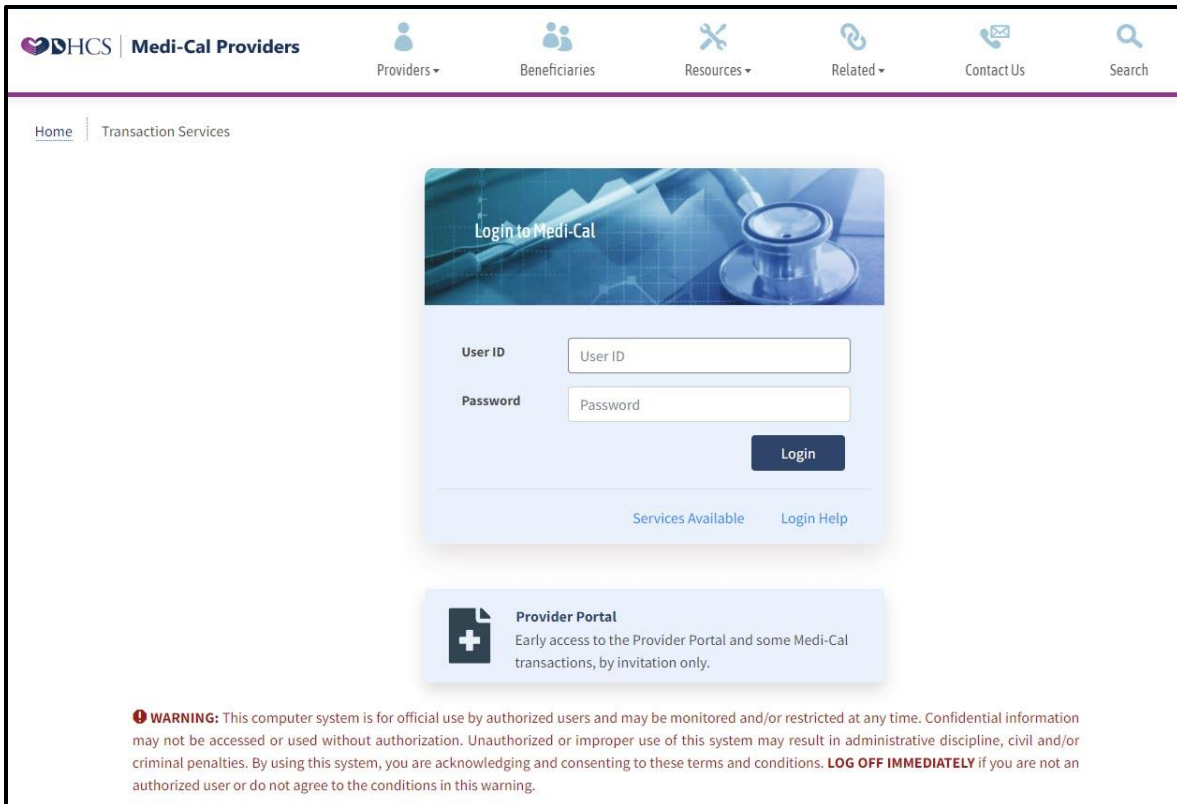 DHCS | Medi-Cal Providers
Providers
Beneficiaries
Resources
Related
Contact Us
Search
Home
Transaction Services
Login to Medi-Cal
User ID
User ID
Password
Password
Login
Services Available
Login Help
Provider Portal
Early access to the Provider Portal and some Medi-Cal
transactions, by invitation only.
WARNING: This computer system is for official use by authorized users and may be monitored and/or restricted at any time. Confidential information
may not be accessed or used without authorization. Unauthorized or improper use of this system may result in administrative discipline, civil and/or
criminal penalties. By using this system, you are acknowledging and consenting to these terms and conditions. LOG OFF IMMEDIATELY if you are not an
authorized user or do not agree to the conditions in this warning.